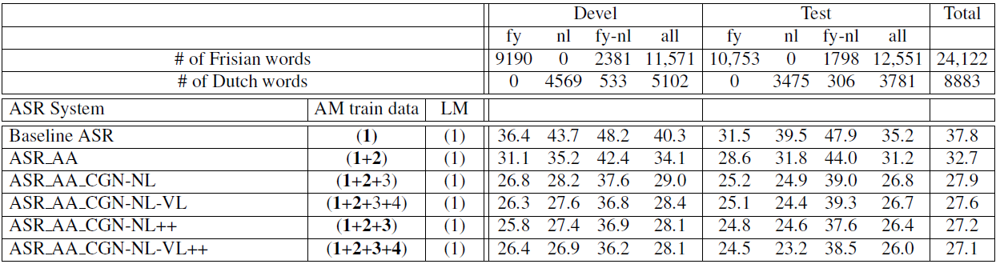 Devel Test Total
fy nl fy-nl all fy nl fy-nl all
# of Frisian words 9190 0 2381 11,571 10,753 0 1798 12,551 24,122
# of Dutch words 0 4569 533 5102 0 3475 306 3781 8883
ASR System AM train data LM
Baseline ASR (1) (1) 36.4 43.7 48.2 40.3 31.5 39.5 47.9 35.2 37.8
ASR_AA (1+2) (1) 31.1 35.2 42.4 34.1 28.6 31.8 44.0 31.2 32.7
ASR_AA_CGN-NL (1+2+3) (1) 26.8 28.2 37.6 29.0 25.2 24.9 39.0 26.8 27.9
ASR_AA_CGN-NL-VL (1+2+3+4) (1) 26.3 27.6 36.8 28.4 25.1 24.4 39.3 26.7 27.6
ASR_AA_CGN-NL++ (1+2+3) (1) 25.8 27.4 36.9 28.1 24.8 24.6 37.6 26.4 27.2
ASR_AA_CGN-NL-VL++ (1+2+3+4) (1) 26.4 26.9 36.2 28.1 24.5 23.2 38.5 26.0 27.1